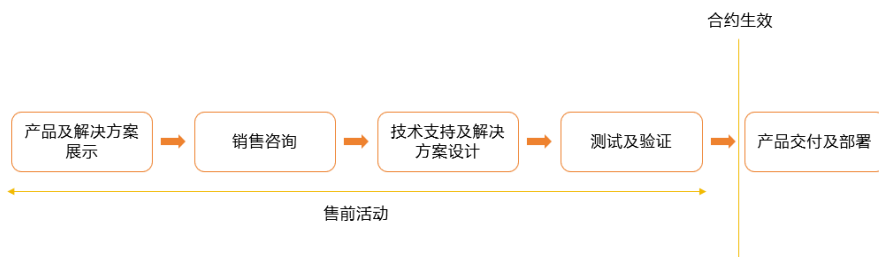 合约生效
产品及解决方案
展示
销售咨询
技术支持及解决
方案设计
测试及验证
产品交付及部署
售前活动